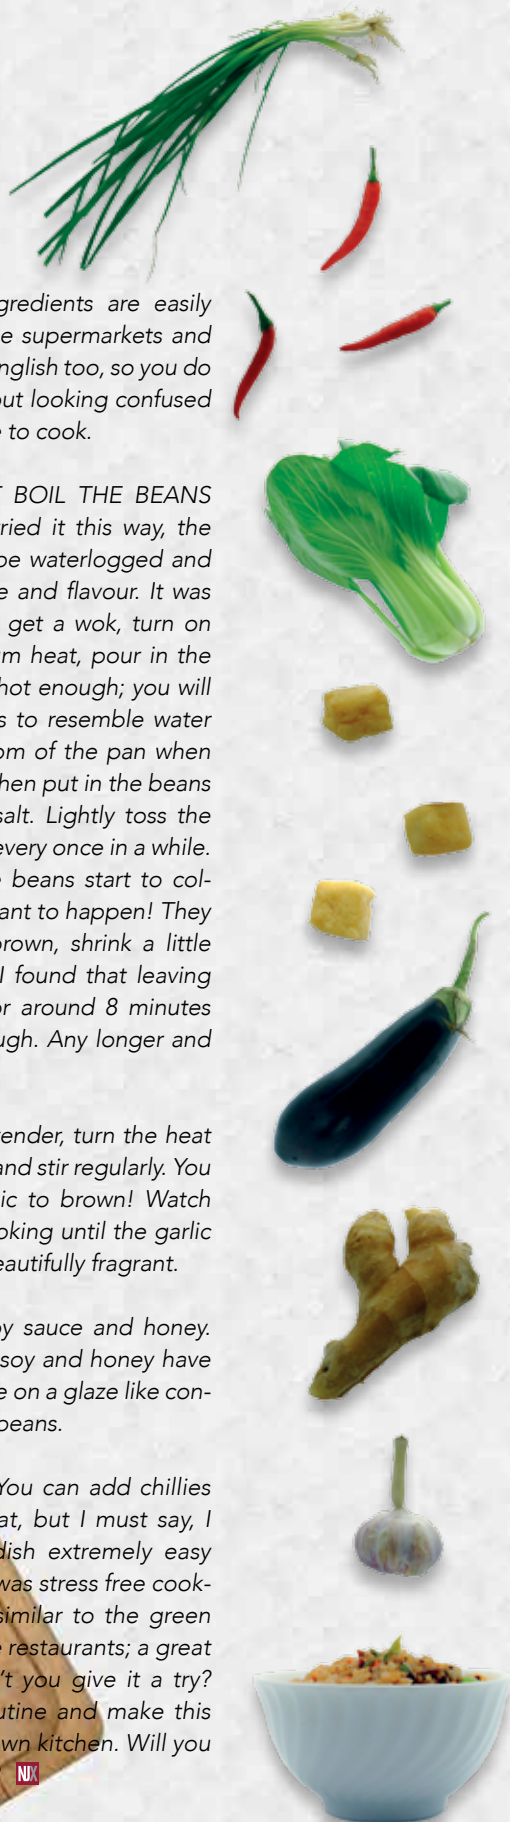 gredients are easily
e supermarkets and
nglish too, so you do
out looking confused
to cook.
BOIL THE BEANS
ried it this way, the
be waterlogged and
e and flavour. It was
get a wok, turn on
m heat, pour in the
hot enough; you will
s to resemble water
om of the pan when
hen put in the beans
salt. Lightly toss the
every once in a while.
beans start to col-
ant to happen! They
brown, shrink a little
I found that leaving
or around 8 minutes
ugh. Any longer and
tender, turn the heat
and stir regularly. You
ic to brown! Watch
oking until the garlic
eautifully fragrant.
oy sauce and honey.
soy and honey have
e on a glaze like con-
beans.
You can add chillies
at, but I must say, I
dish extremely easy
was stress free cook-
similar to the green
restaurants; a great
't you give it a try?
utine and make this
wn kitchen. Will you
NJX